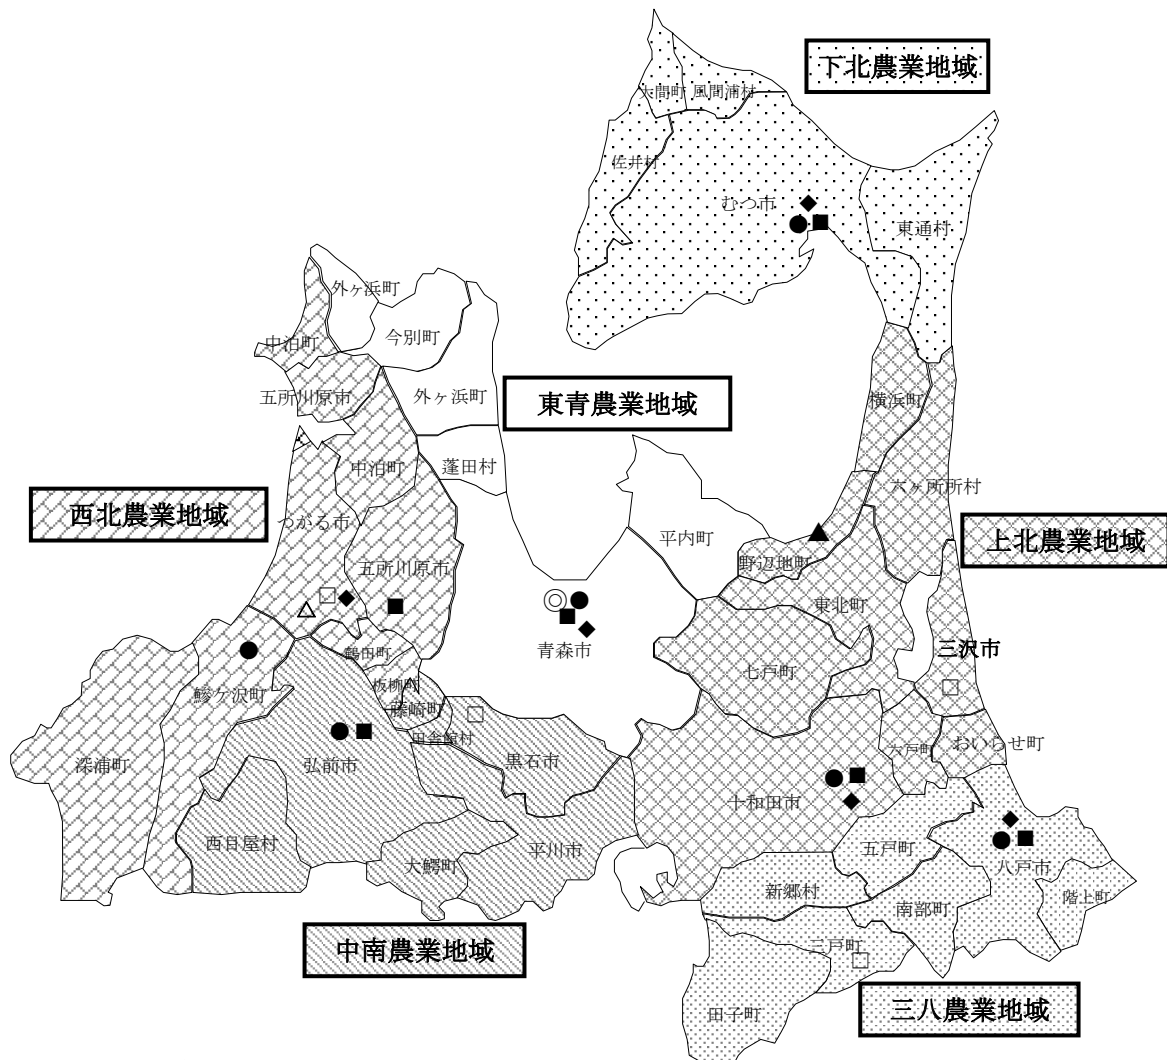 下北農業地域
大間町
風間浦村
佐井村
むつ市
東通村
外ヶ浜町
今別町
中泊町
五所川原市
外ヶ浜町
東青農業地域
横浜町
蓬田村
中泊町
六ヶ所村
西北農業地域
つがる市
上北農業地域
平内町
野辺地町
五所川原市
東北町
青森市
三沢市
鶴田町
七戸町
板柳町
鰺ヶ沢町
藤崎町
田舎館村
おいらせ町
六戸町
深浦町
弘前市
黒石市
十和田市
西目屋村
大鰐町
平川市
五戸町
八戸市
新郷村
南部町
階上町
中南農業地域
三戸町
三八農業地域
田子町